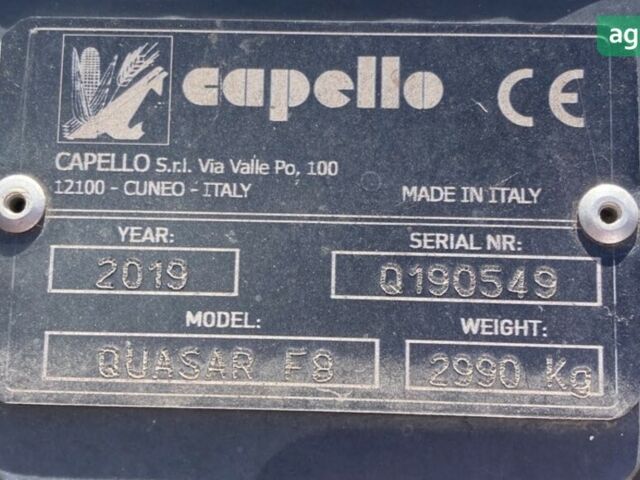 ag
capello CE
CAPELLO S.r.l. Via Valle Po, 100
12100 - CUNEO - ITALY MADE IN ITALY
YEAR: SERIAL NR:
2019 Q190549
MODEL: WEIGHT:
QUASAR F8 2990 Kg